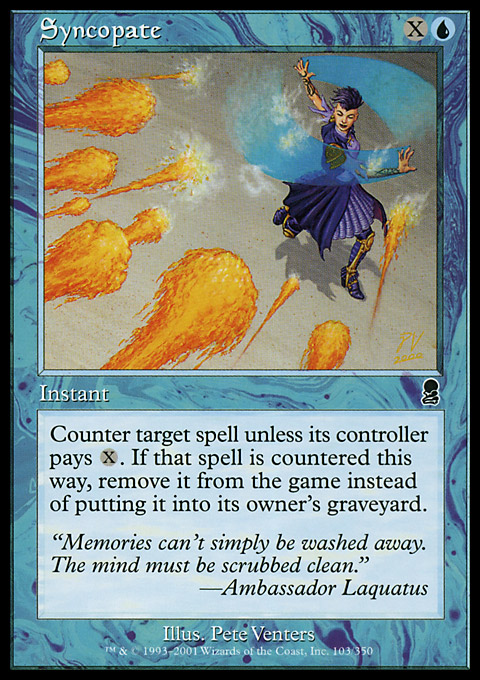 Syncopate X
PV
2000
Instant
Counter target spell unless its controller
pays X. If that spell is countered this
way, remove it from the game instead
of putting it into its owner's graveyard.
“Memories can't simply be washed away.
The mind must be scrubbed clean.”
—Ambassador Laquatus
Illus. Pete Venters
™ & © 1993–2001 Wizards of the Coast, Inc. 103/350